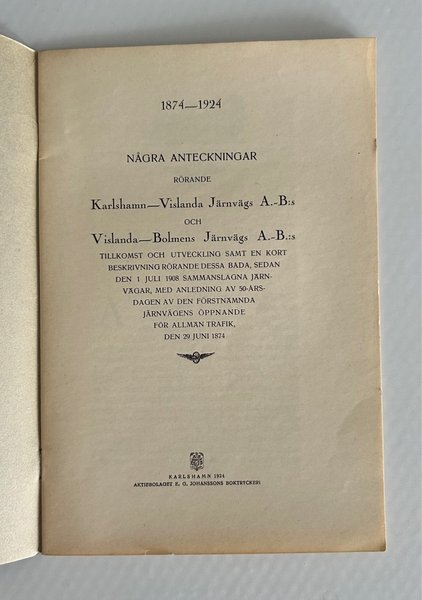 1874—1924
NÅGRA ANTECKNINGAR
RÖRANDE
Karlshamn—Vislanda Järnvägs A.-B:s
OCH
Vislanda—Bolmens Järnvägs A.-B.:s
TILLKOMST OCH UTVECKLING SAMT EN KORT
BESKRIVNING RÖRANDE DESSA BÅDA, SEDAN
DEN 1 JULI 1908 SAMMANSLAGNA JÄRN-
VÄGAR, MED ANLEDNING AV 50-ÅRS-
DAGEN AV DEN FÖRSTNÄMNDA
JÄRNVÄGENS ÖPPNANDE
FÖR ALLMÄN TRAFIK,
DEN 29 JUNI 1874
KARLSHAMN 1924
AKTIEBOLAGET E. G. JOHANSSONS BOKTRYCKERI